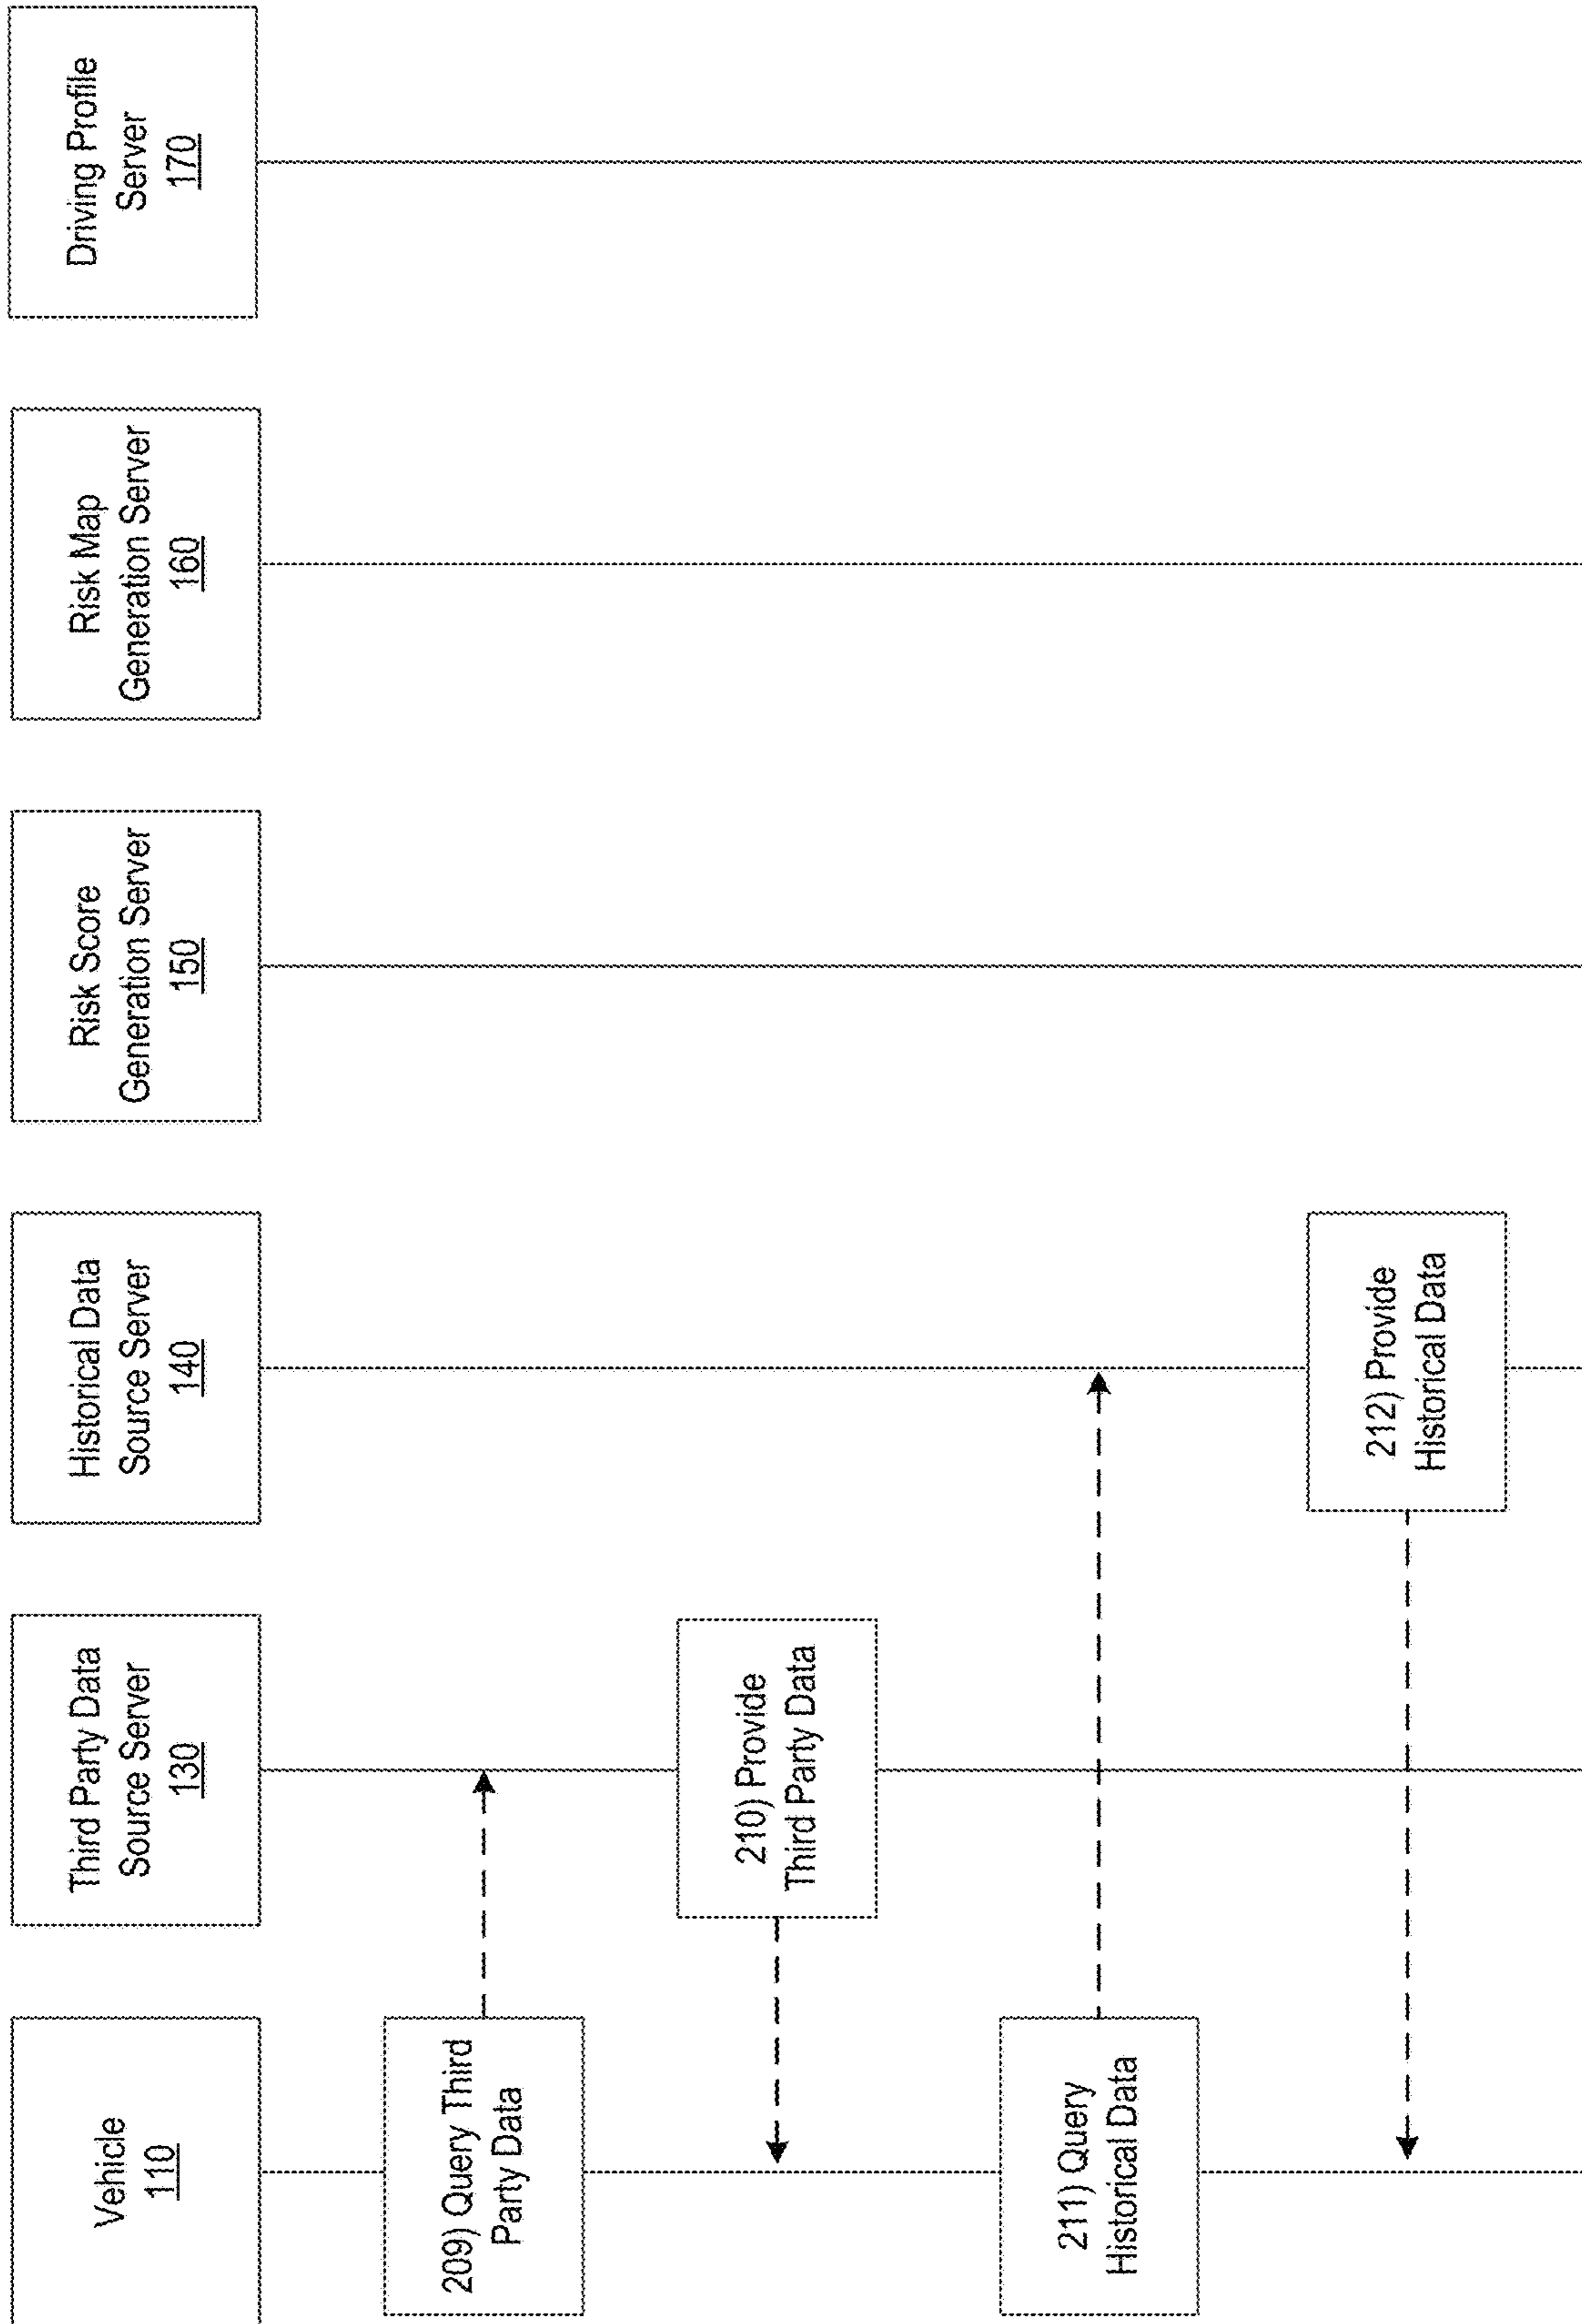 Vehicle
110
Third Party Data
Source Server
130
Historical Data
Source Server
140
Risk Score
Generation Server
150
Risk Map
Generation Server
160
Driving Profile
Server
170
209) Query Third
Party Data
210) Provide
Third Party Data
211) Query
Historical Data
212) Provide
Historical Data